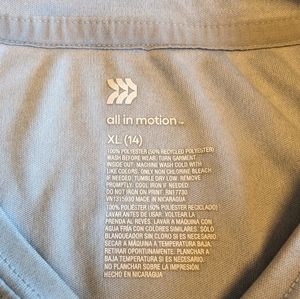 all in motion™
XL (14)
100% POLYESTER (50% RECYCLED POLYESTER)
WASH BEFORE WEAR. TURN GARMENT
INSIDE OUT. MACHINE WASH COLD WITH
LIKE COLORS. ONLY NON CHLORINE BLEACH
IF NEEDED. TUMBLE DRY LOW. REMOVE
PROMPTLY. COOL IRON IF NEEDED
DO NOT IRON ON PRINT. RN17730
VN1315930 MADE IN NICARAGUA
100% POLIÉSTER (50% POLIÉSTER RECICLADO)
LAVAR ANTES DE USAR. VOLTEAR LA
PRENDA AL REVÉS. LAVAR A MÁQUINA CON
AGUA FRÍA CON COLORES SIMILARES. SÓLO
BLANQUEADOR SIN CLORO SI ES NECESARIO.
SECAR A MÁQUINA A TEMPERATURA BAJA.
RETIRAR OPORTUNAMENTE. PLANCHAR A
BAJA TEMPERATURA SI ES NECESARIO
NO PLANCHAR SOBRE LA IMPRESIÓN
HECHO EN NICARAGUA